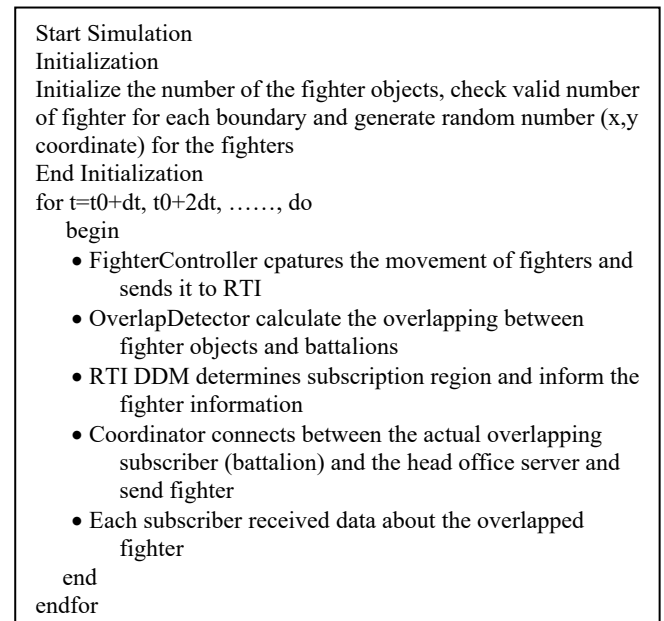 Start Simulation
Initialization
Initialize the number of the fighter objects, check valid number
of fighter for each boundary and generate random number (x,y
coordinate) for the fighters
End Initialization
for t=t0+dt, t0+2dt, ……, do
begin
• FighterController cpatures the movement of fighters and
sends it to RTI
• OverlapDetector calculate the overlapping between
fighter objects and battalions
• RTI DDM determines subscription region and inform the
fighter information
• Coordinator connects between the actual overlapping
subscriber (battalion) and the head office server and
send fighter
• Each subscriber received data about the overlapped
fighter
end
endfor